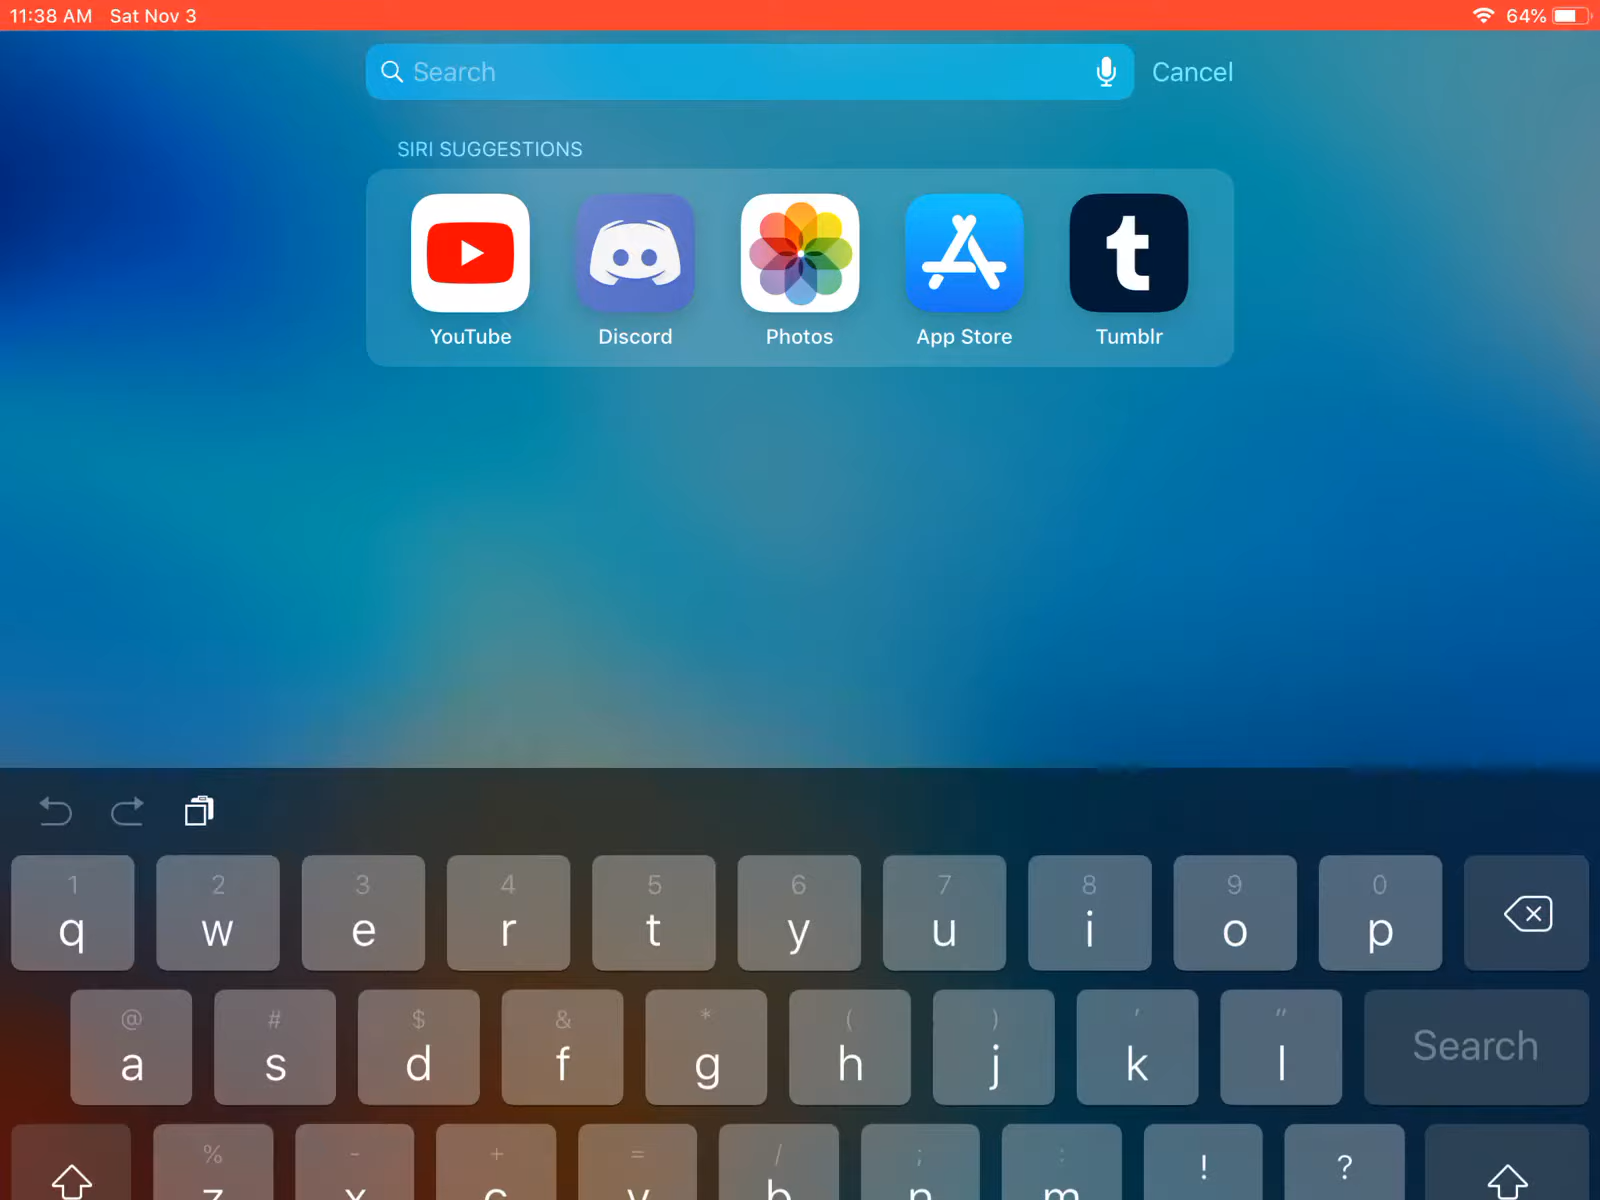 11:38 AM Sat Nov 3 64%
Search Cancel
SIRI SUGGESTIONS
YouTube Discord Photos App Store Tumblr
1 2 3 4 5 6 7 8 9 0
q w e r t y u i o p
@ # $ & * ( ) ' "
a s d f g h j k l Search
% - + = / ; : ! ?
z x c v b n m